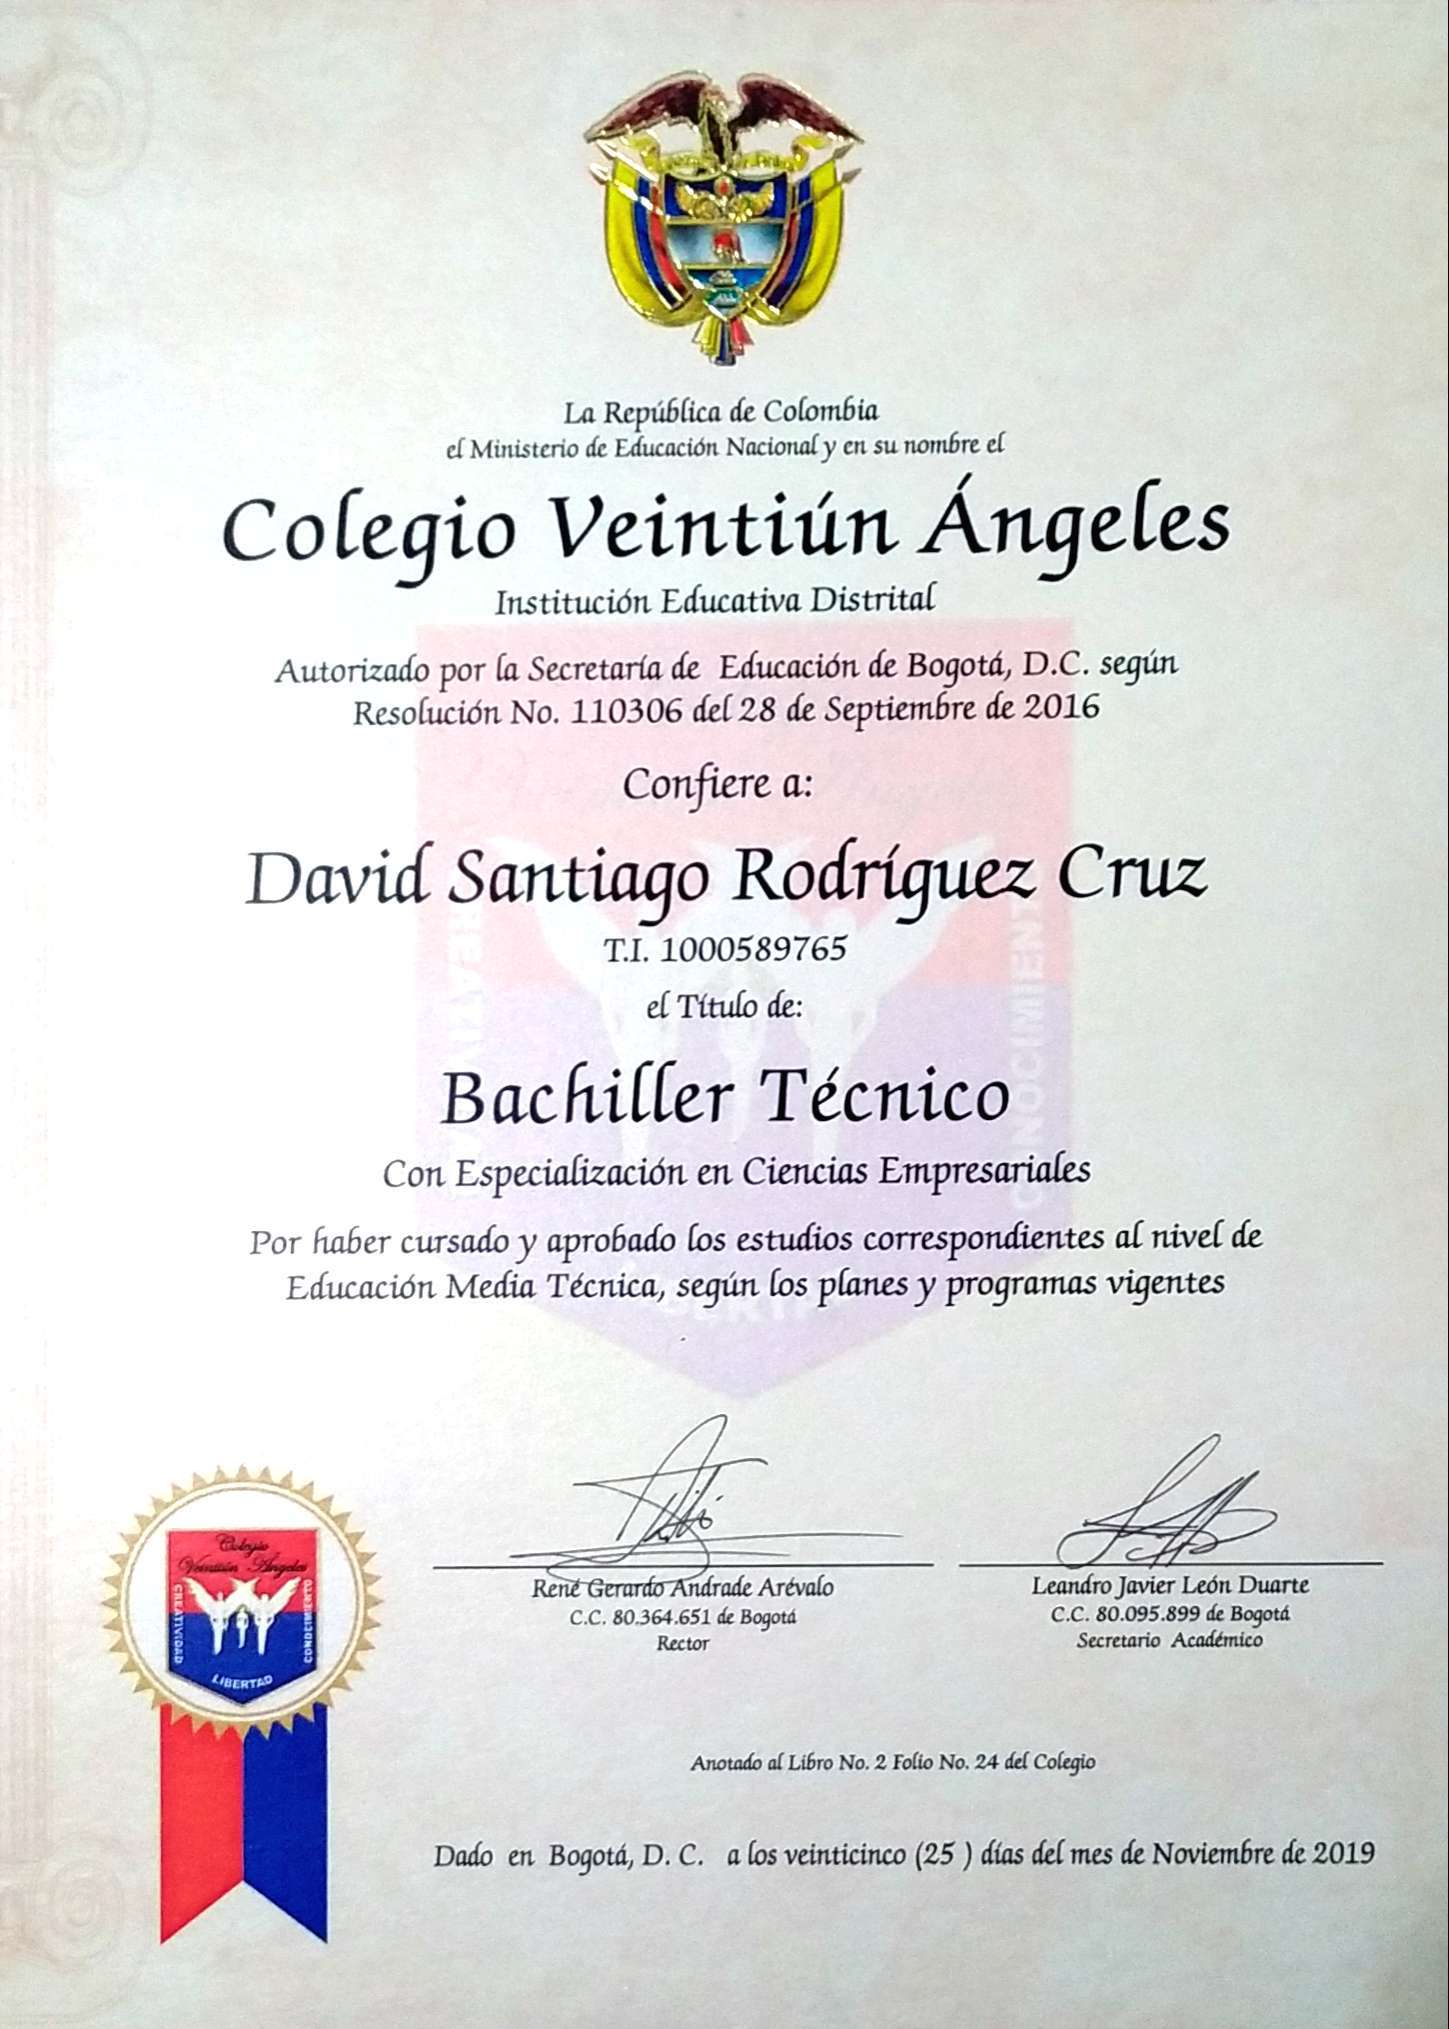 La República de Colombia
el Ministerio de Educación Nacional y en su nombre el
Colegio Veintiún Ángeles
Institución Educativa Distrital
Autorizado por la Secretaría de Educación de Bogotá, D.C. según
Resolución No. 110306 del 28 de Septiembre de 2016
Confiere a:
David Santiago Rodríguez Cruz
T.I. 1000589765
el Título de:
Bachiller Técnico
Con Especialización en Ciencias Empresariales
Por haber cursado y aprobado los estudios correspondientes al nivel de
Educación Media Técnica, según los planes y programas vigentes
René Gerardo Andrade Arévalo
C.C. 80.364.651 de Bogotá
Rector
Leandro Javier León Duarte
C.C. 80.095.899 de Bogotá
Secretario Académico
Colegio
Veintiún Ángeles
CREATIVIDAD
CONOCIMIENTO
LIBERTAD
Anotado al Libro No. 2 Folio No. 24 del Colegio
Dado en Bogotá, D. C. a los veinticinco (25 ) días del mes de Noviembre de 2019